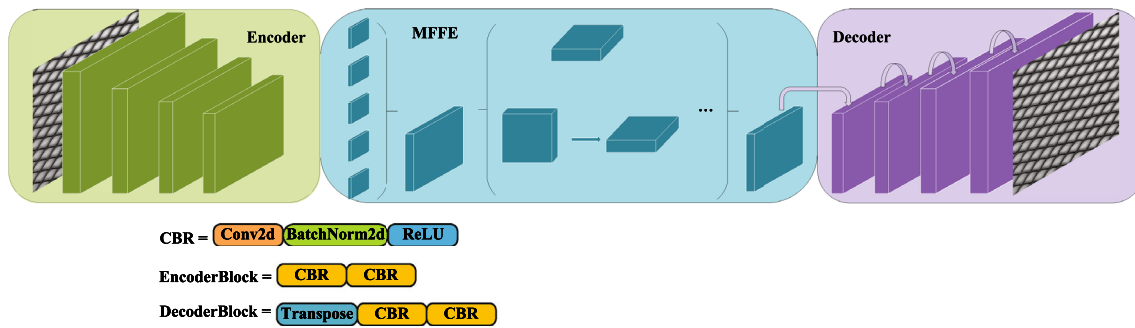 Encoder
MFFE
Decoder
...
CBR = Conv2d BatchNorm2d ReLU
EncoderBlock = CBR CBR
DecoderBlock = Transpose CBR CBR